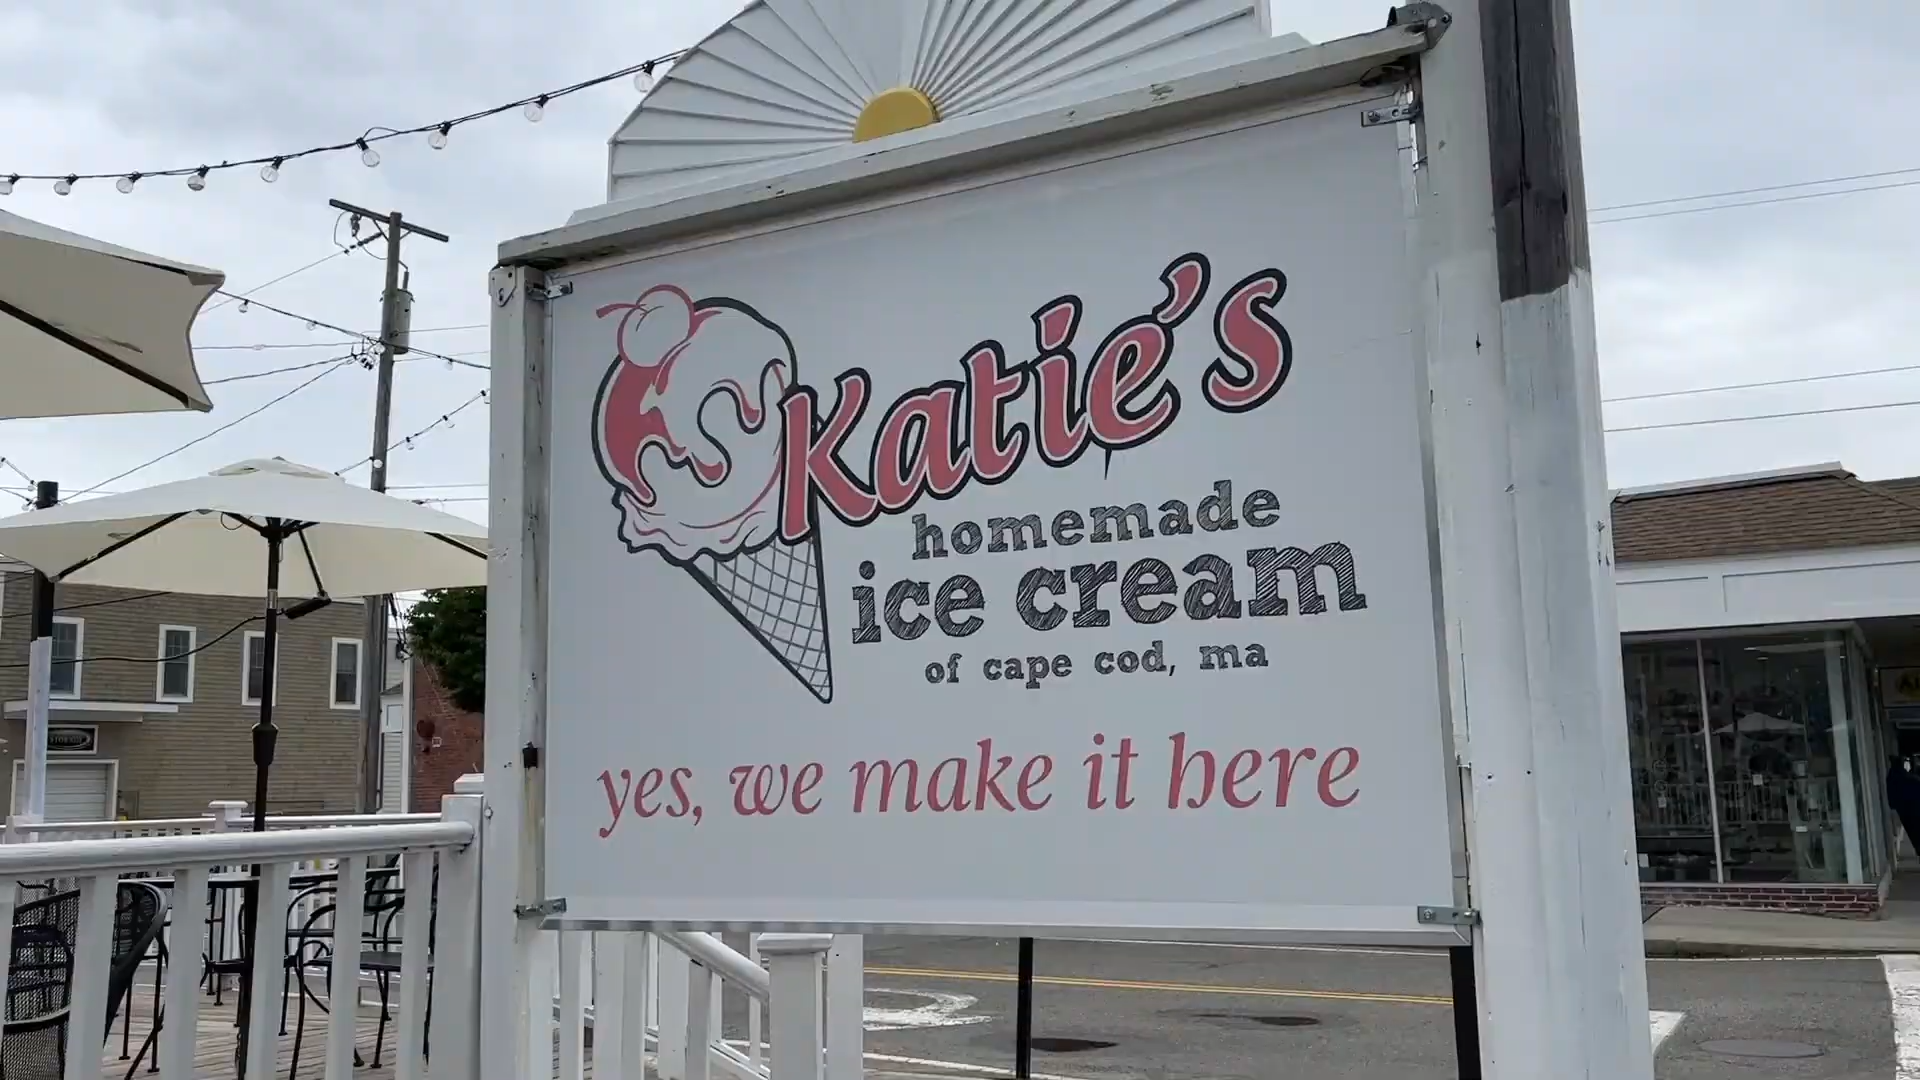 Katie's
homemade
ice cream
of cape cod, ma
yes, we make it here